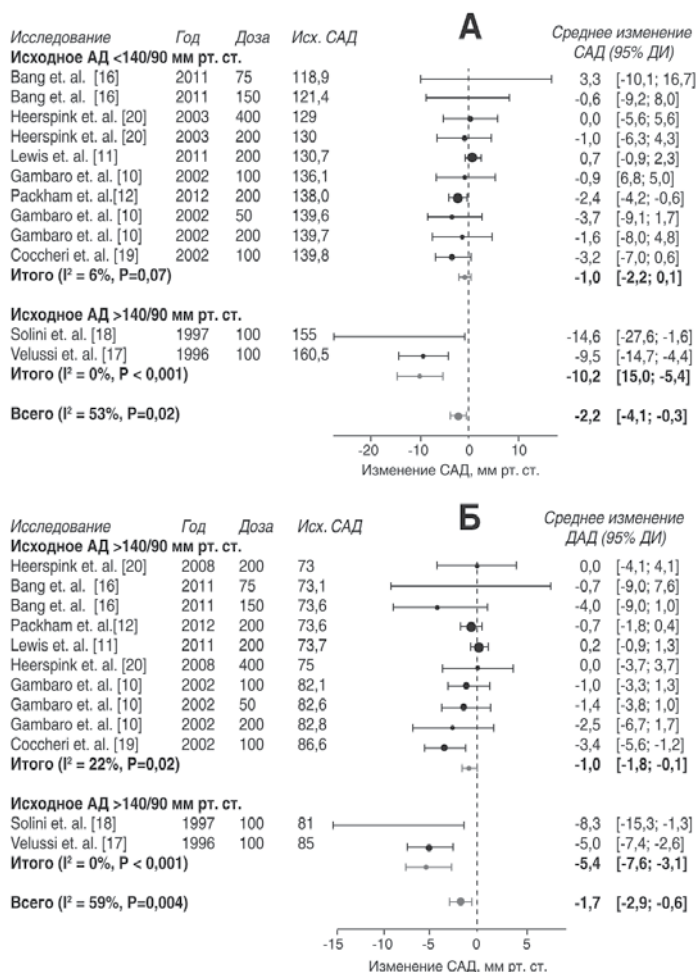 А
Исследование Год Доза Исх. САД Среднее изменение
САД (95% ДИ)
Исходное АД <140/90 мм рт. ст.
Bang et. al. [16] 2011 75 118,9 3,3 [-10,1; 16,7]
Bang et. al. [16] 2011 150 121,4 -0,6 [-9,2; 8,0]
Heerspink et. al. [20] 2003 400 129 0,0 [-5,6; 5,6]
Heerspink et. al. [20] 2003 200 130 -1,0 [-6,3; 4,3]
Lewis et. al. [11] 2011 200 130,7 0,7 [-0,9; 2,3]
Gambaro et. al. [10] 2002 100 136,1 -0,9 [6,8; 5,0]
Packham et. al.[12] 2012 200 138,0 -2,4 [-4,2; -0,6]
Gambaro et. al. [10] 2002 50 139,6 -3,7 [-9,1; 1,7]
Gambaro et. al. [10] 2002 200 139,7 -1,6 [-8,0; 4,8]
Coccheri et. al. [19] 2002 100 139,8 -3,2 [-7,0; 0,6]
Итого (I² = 6%, P=0,07) -1,0 [-2,2; 0,1]
Исходное АД >140/90 мм рт. ст.
Solini et. al. [18] 1997 100 155 -14,6 [-27,6; -1,6]
Velussi et. al. [17] 1996 100 160,5 -9,5 [-14,7; -4,4]
Итого (I² = 0%, P < 0,001) -10,2 [15,0; -5,4]
Всего (I² = 53%, P=0,02) -2,2 [-4,1; -0,3]
-20 -10 0 10
Изменение САД, мм рт. ст.
Б
Исследование Год Доза Исх. САД Среднее изменение
ДАД (95% ДИ)
Исходное АД >140/90 мм рт. ст.
Heerspink et. al. [20] 2008 200 73 0,0 [-4,1; 4,1]
Bang et. al. [16] 2011 75 73,1 -0,7 [-9,0; 7,6]
Bang et. al. [16] 2011 150 73,6 -4,0 [-9,0; 1,0]
Packham et. al.[12] 2012 200 73,6 -0,7 [-1,8; 0,4]
Lewis et. al. [11] 2011 200 73,7 0,2 [-0,9; 1,3]
Heerspink et. al. [20] 2008 400 75 0,0 [-3,7; 3,7]
Gambaro et. al. [10] 2002 100 82,1 -1,0 [-3,3; 1,3]
Gambaro et. al. [10] 2002 50 82,6 -1,4 [-3,8; 1,0]
Gambaro et. al. [10] 2002 200 82,8 -2,5 [-6,7; 1,7]
Coccheri et. al. [19] 2002 100 86,6 -3,4 [-5,6; -1,2]
Итого (I² = 22%, P=0,02) -1,0 [-1,8; -0,1]
Исходное АД >140/90 мм рт. ст.
Solini et. al. [18] 1997 100 81 -8,3 [-15,3; -1,3]
Velussi et. al. [17] 1996 100 85 -5,0 [-7,4; -2,6]
Итого (I² = 0%, P < 0,001) -5,4 [-7,6; -3,1]
Всего (I² = 59%, P=0,004) -1,7 [-2,9; -0,6]
-15 -10 -5 0 5
Изменение САД, мм рт. ст.